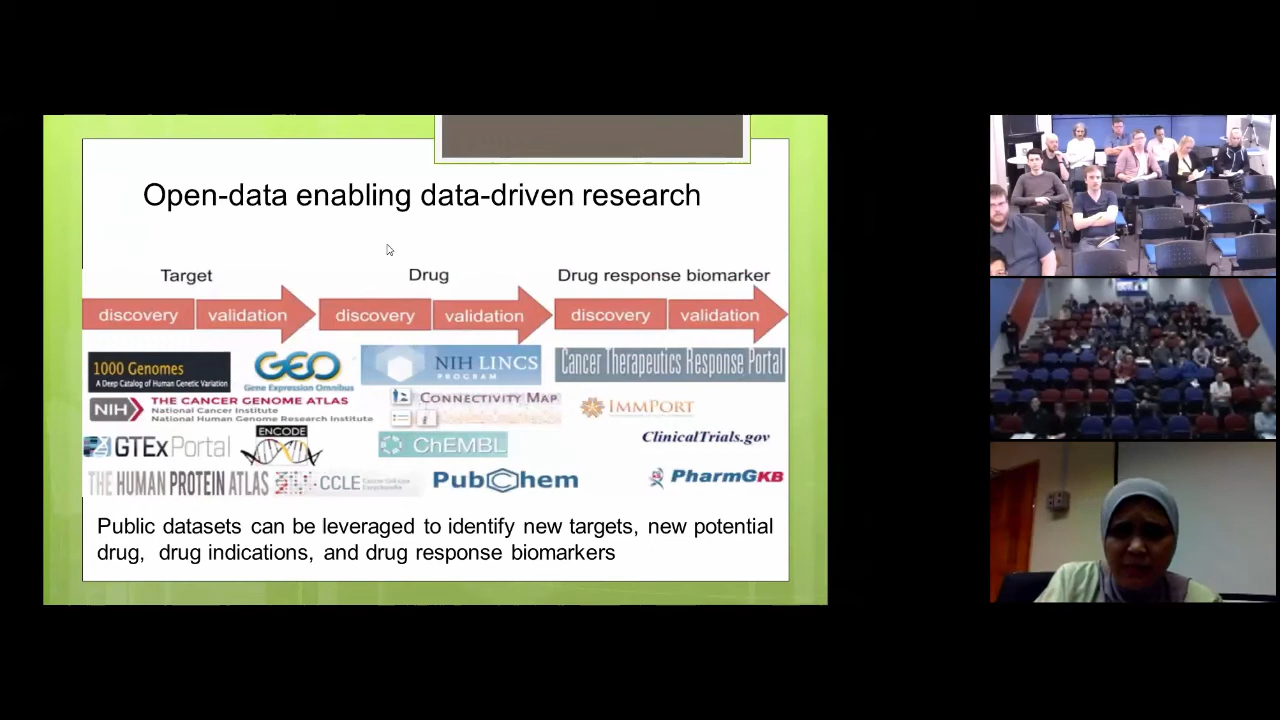 Open-data enabling data-driven research
Target
Drug
Drug response biomarker
discovery
validation
discovery
validation
discovery
validation
1000 Genomes
A Deep Catalog of Human Genetic Variation
GEO
Gene Expression Omnibus
NIH LINCS
PROGRAM
Cancer Therapeutics Response Portal
NIH
THE CANCER GENOME ATLAS
National Cancer Institute
National Human Genome Research Institute
CONNECTIVITY MAP
IMMPORT
GTExPortal
ENCODE
ChEMBL
ClinicalTrials.gov
THE HUMAN PROTEIN ATLAS
CCLE
PubChem
PharmGKB
Public datasets can be leveraged to identify new targets, new potential
drug, drug indications, and drug response biomarkers